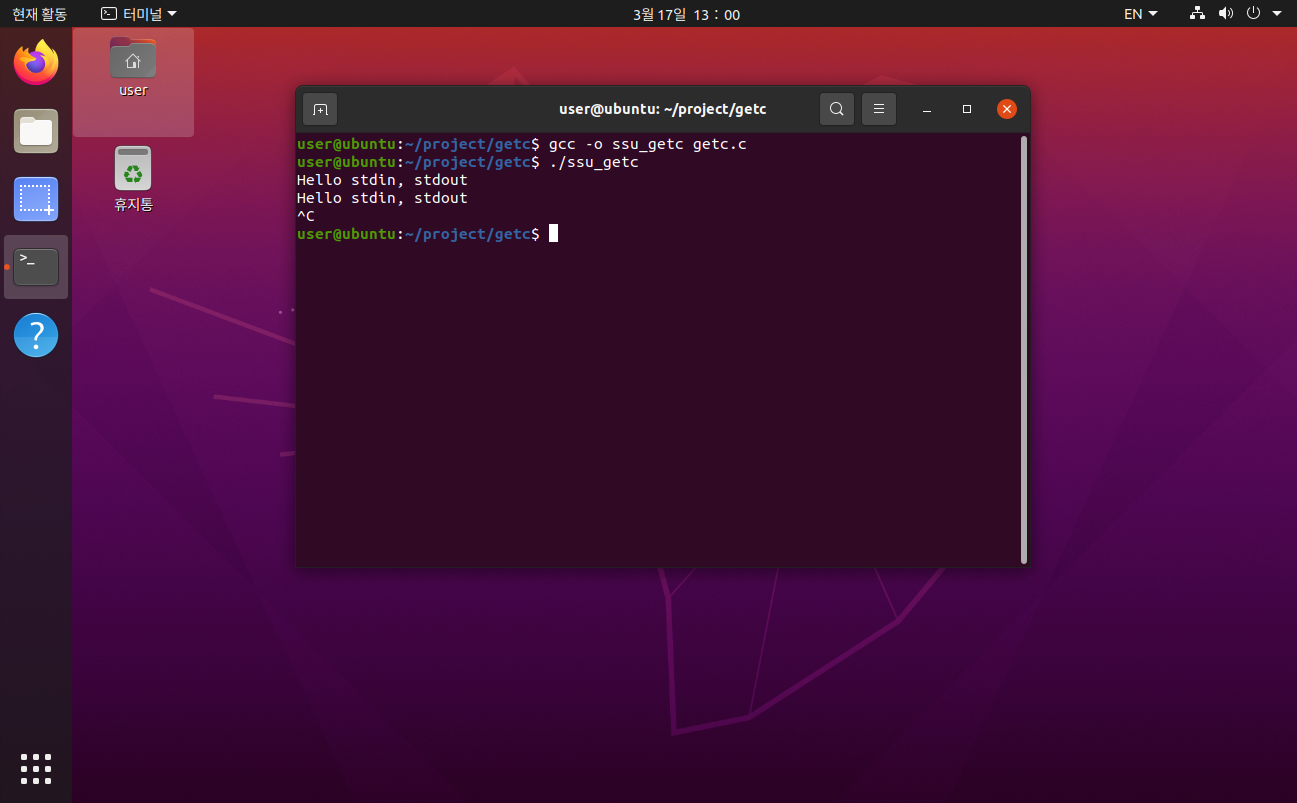 현재 활동
터미널
3월 17일 13：00
EN
user
휴지통
user@ubuntu: ~/project/getc
user@ubuntu:~/project/getc$ gcc -o ssu_getc getc.c
user@ubuntu:~/project/getc$ ./ssu_getc
Hello stdin, stdout
Hello stdin, stdout
^C
user@ubuntu:~/project/getc$